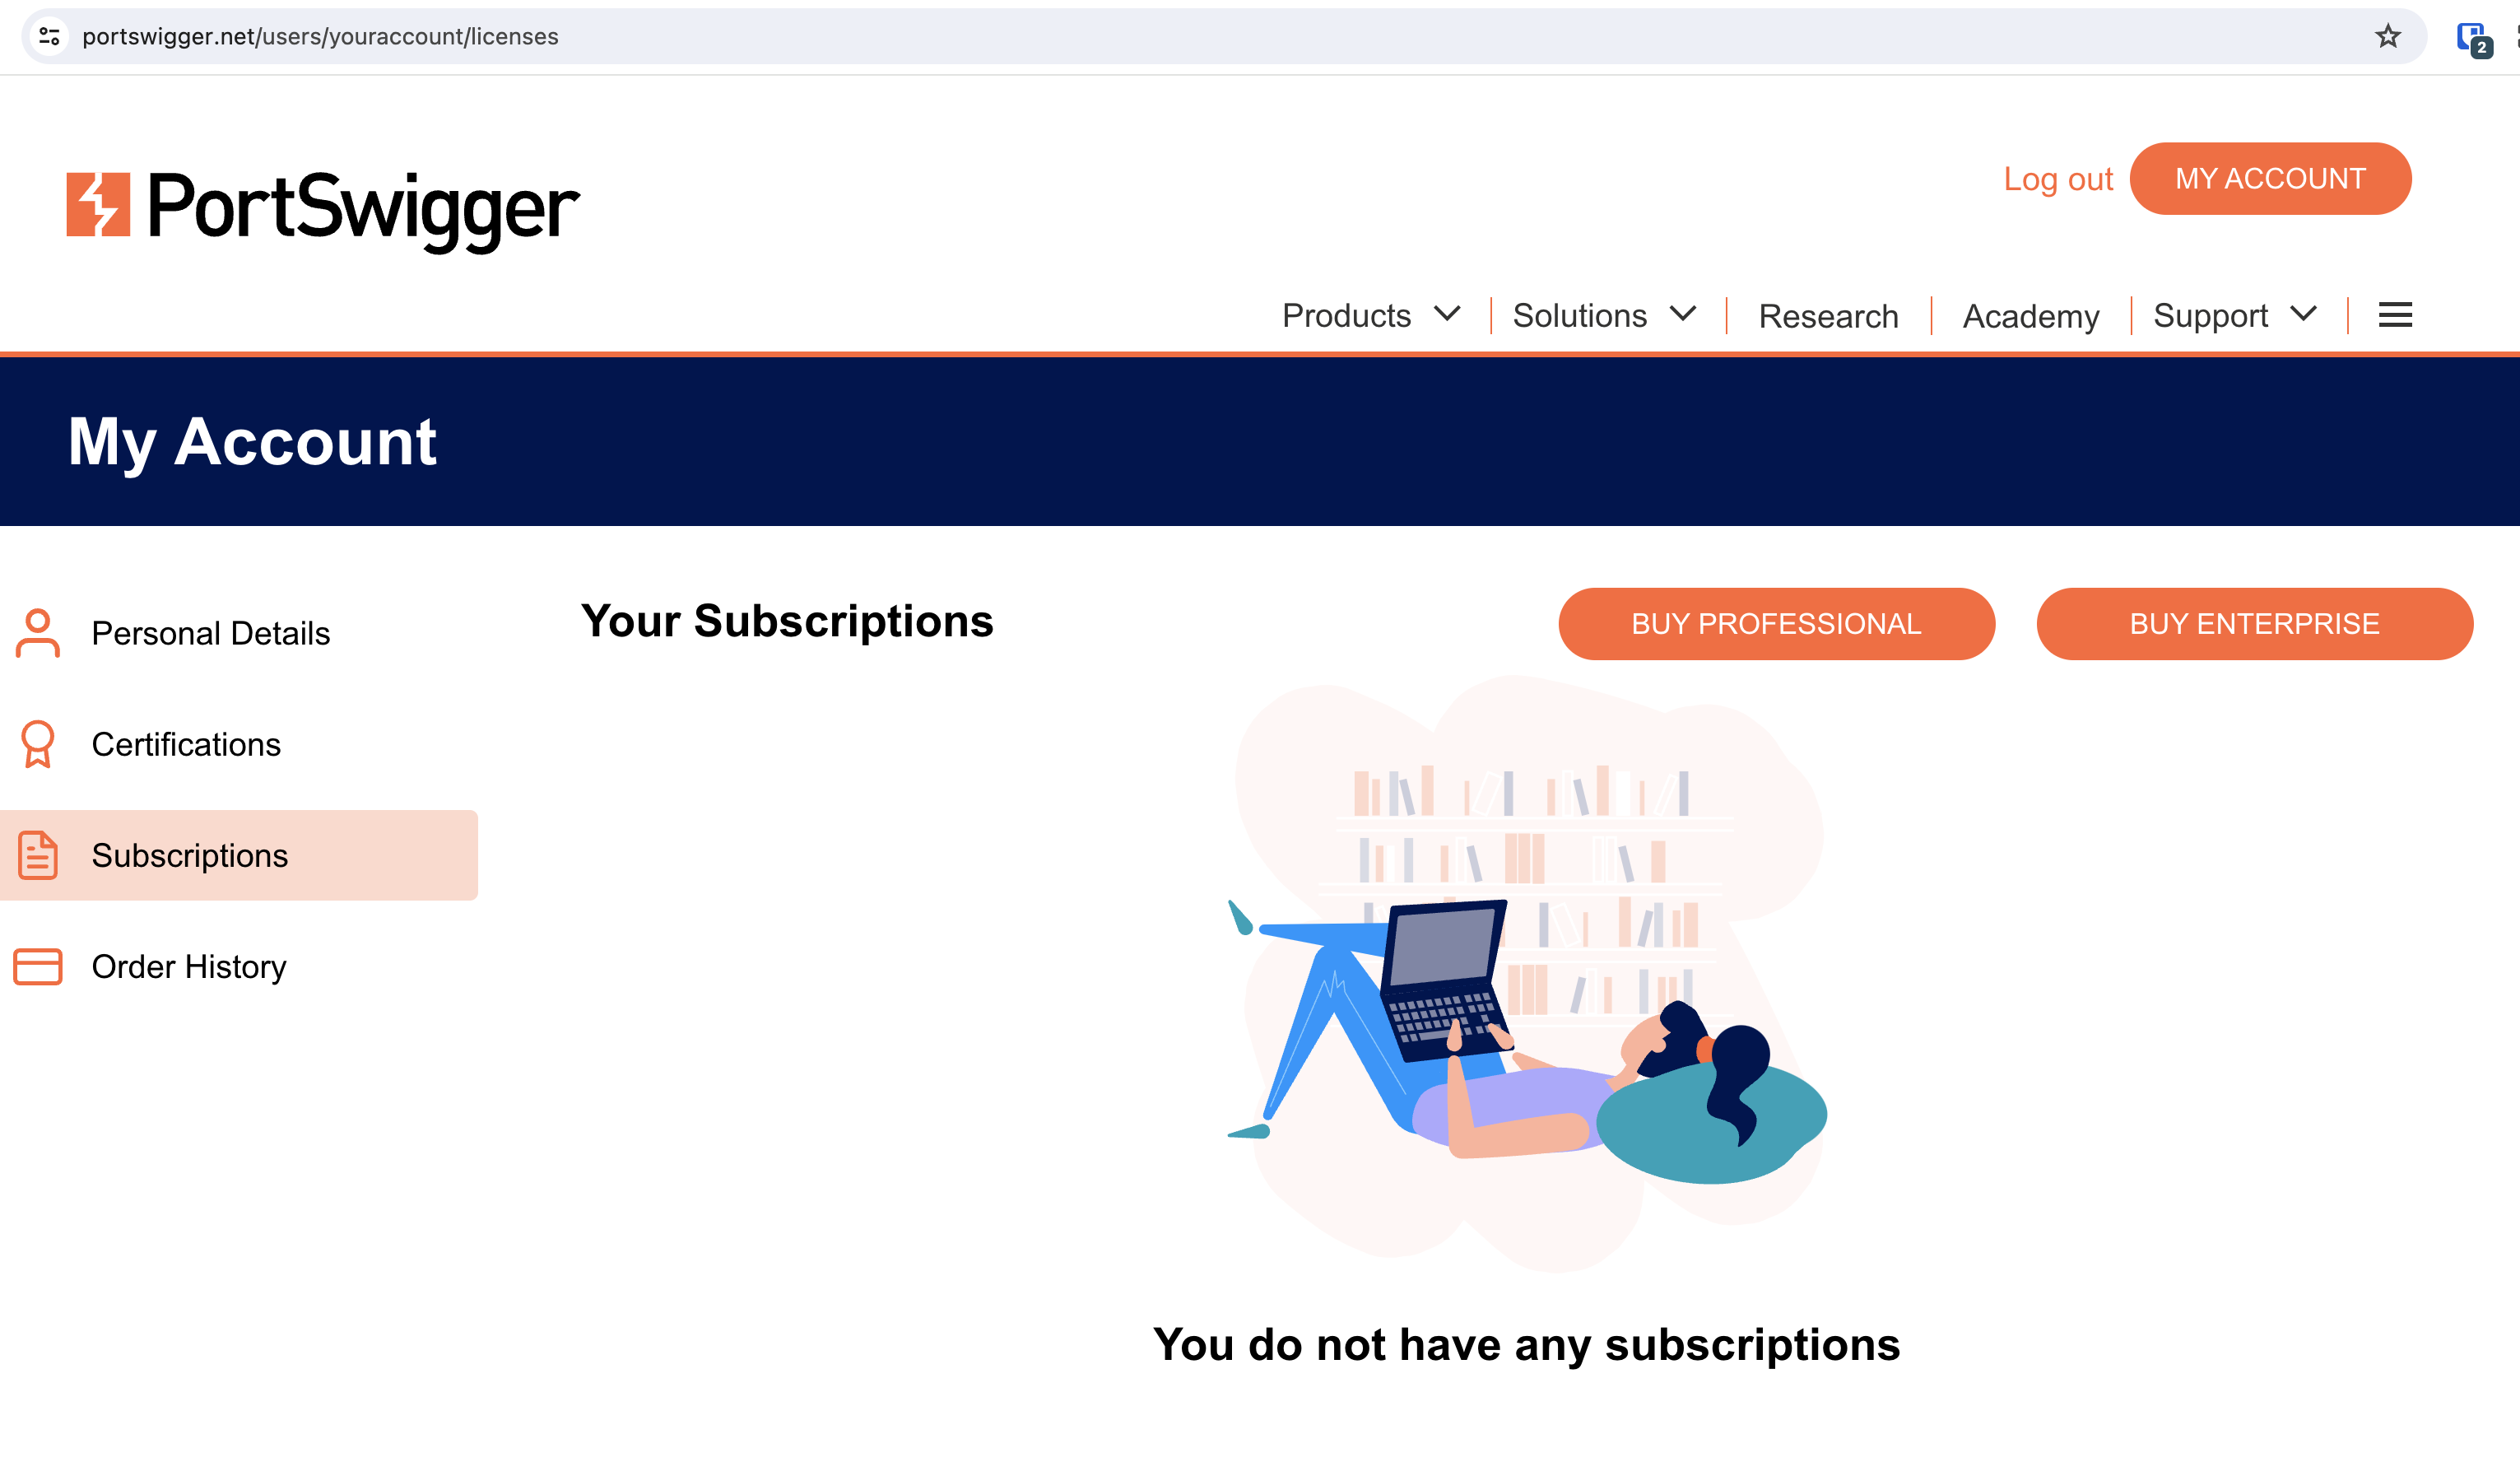 portswigger.net/users/youraccount/licenses
2
PortSwigger
Log out
MY ACCOUNT
Products
Solutions
Research
Academy
Support
My Account
Personal Details
Certifications
Subscriptions
Order History
Your Subscriptions
BUY PROFESSIONAL
BUY ENTERPRISE
You do not have any subscriptions